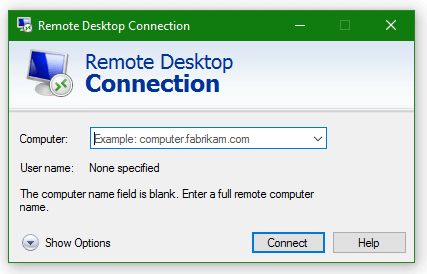 Remote Desktop Connection
Remote Desktop
Connection
Computer:
Example: computer.fabrikam.com
User name: None specified
The computer name field is blank. Enter a full remote computer
name.
Show Options
Connect
Help